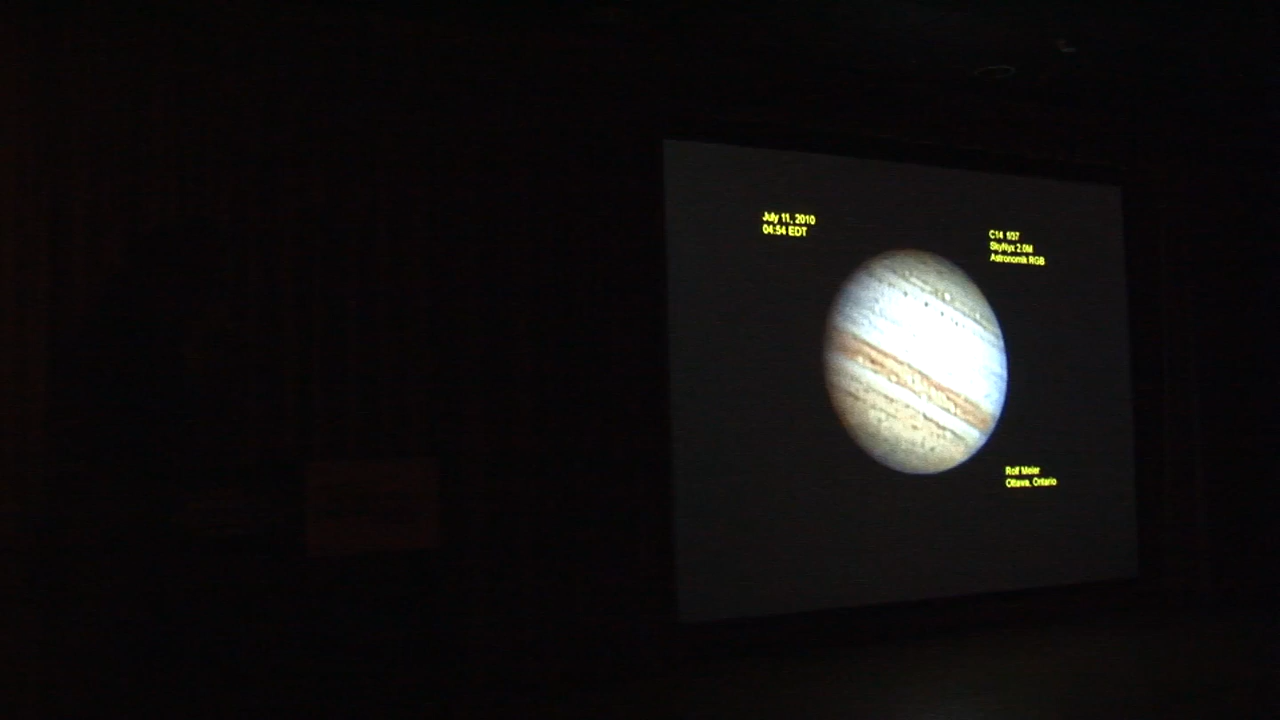 July 11, 2010
04:54 EDT
C14 f/37
SkyNyx 2.0M
Astronomik RGB
Rolf Meier
Ottawa, Ontario